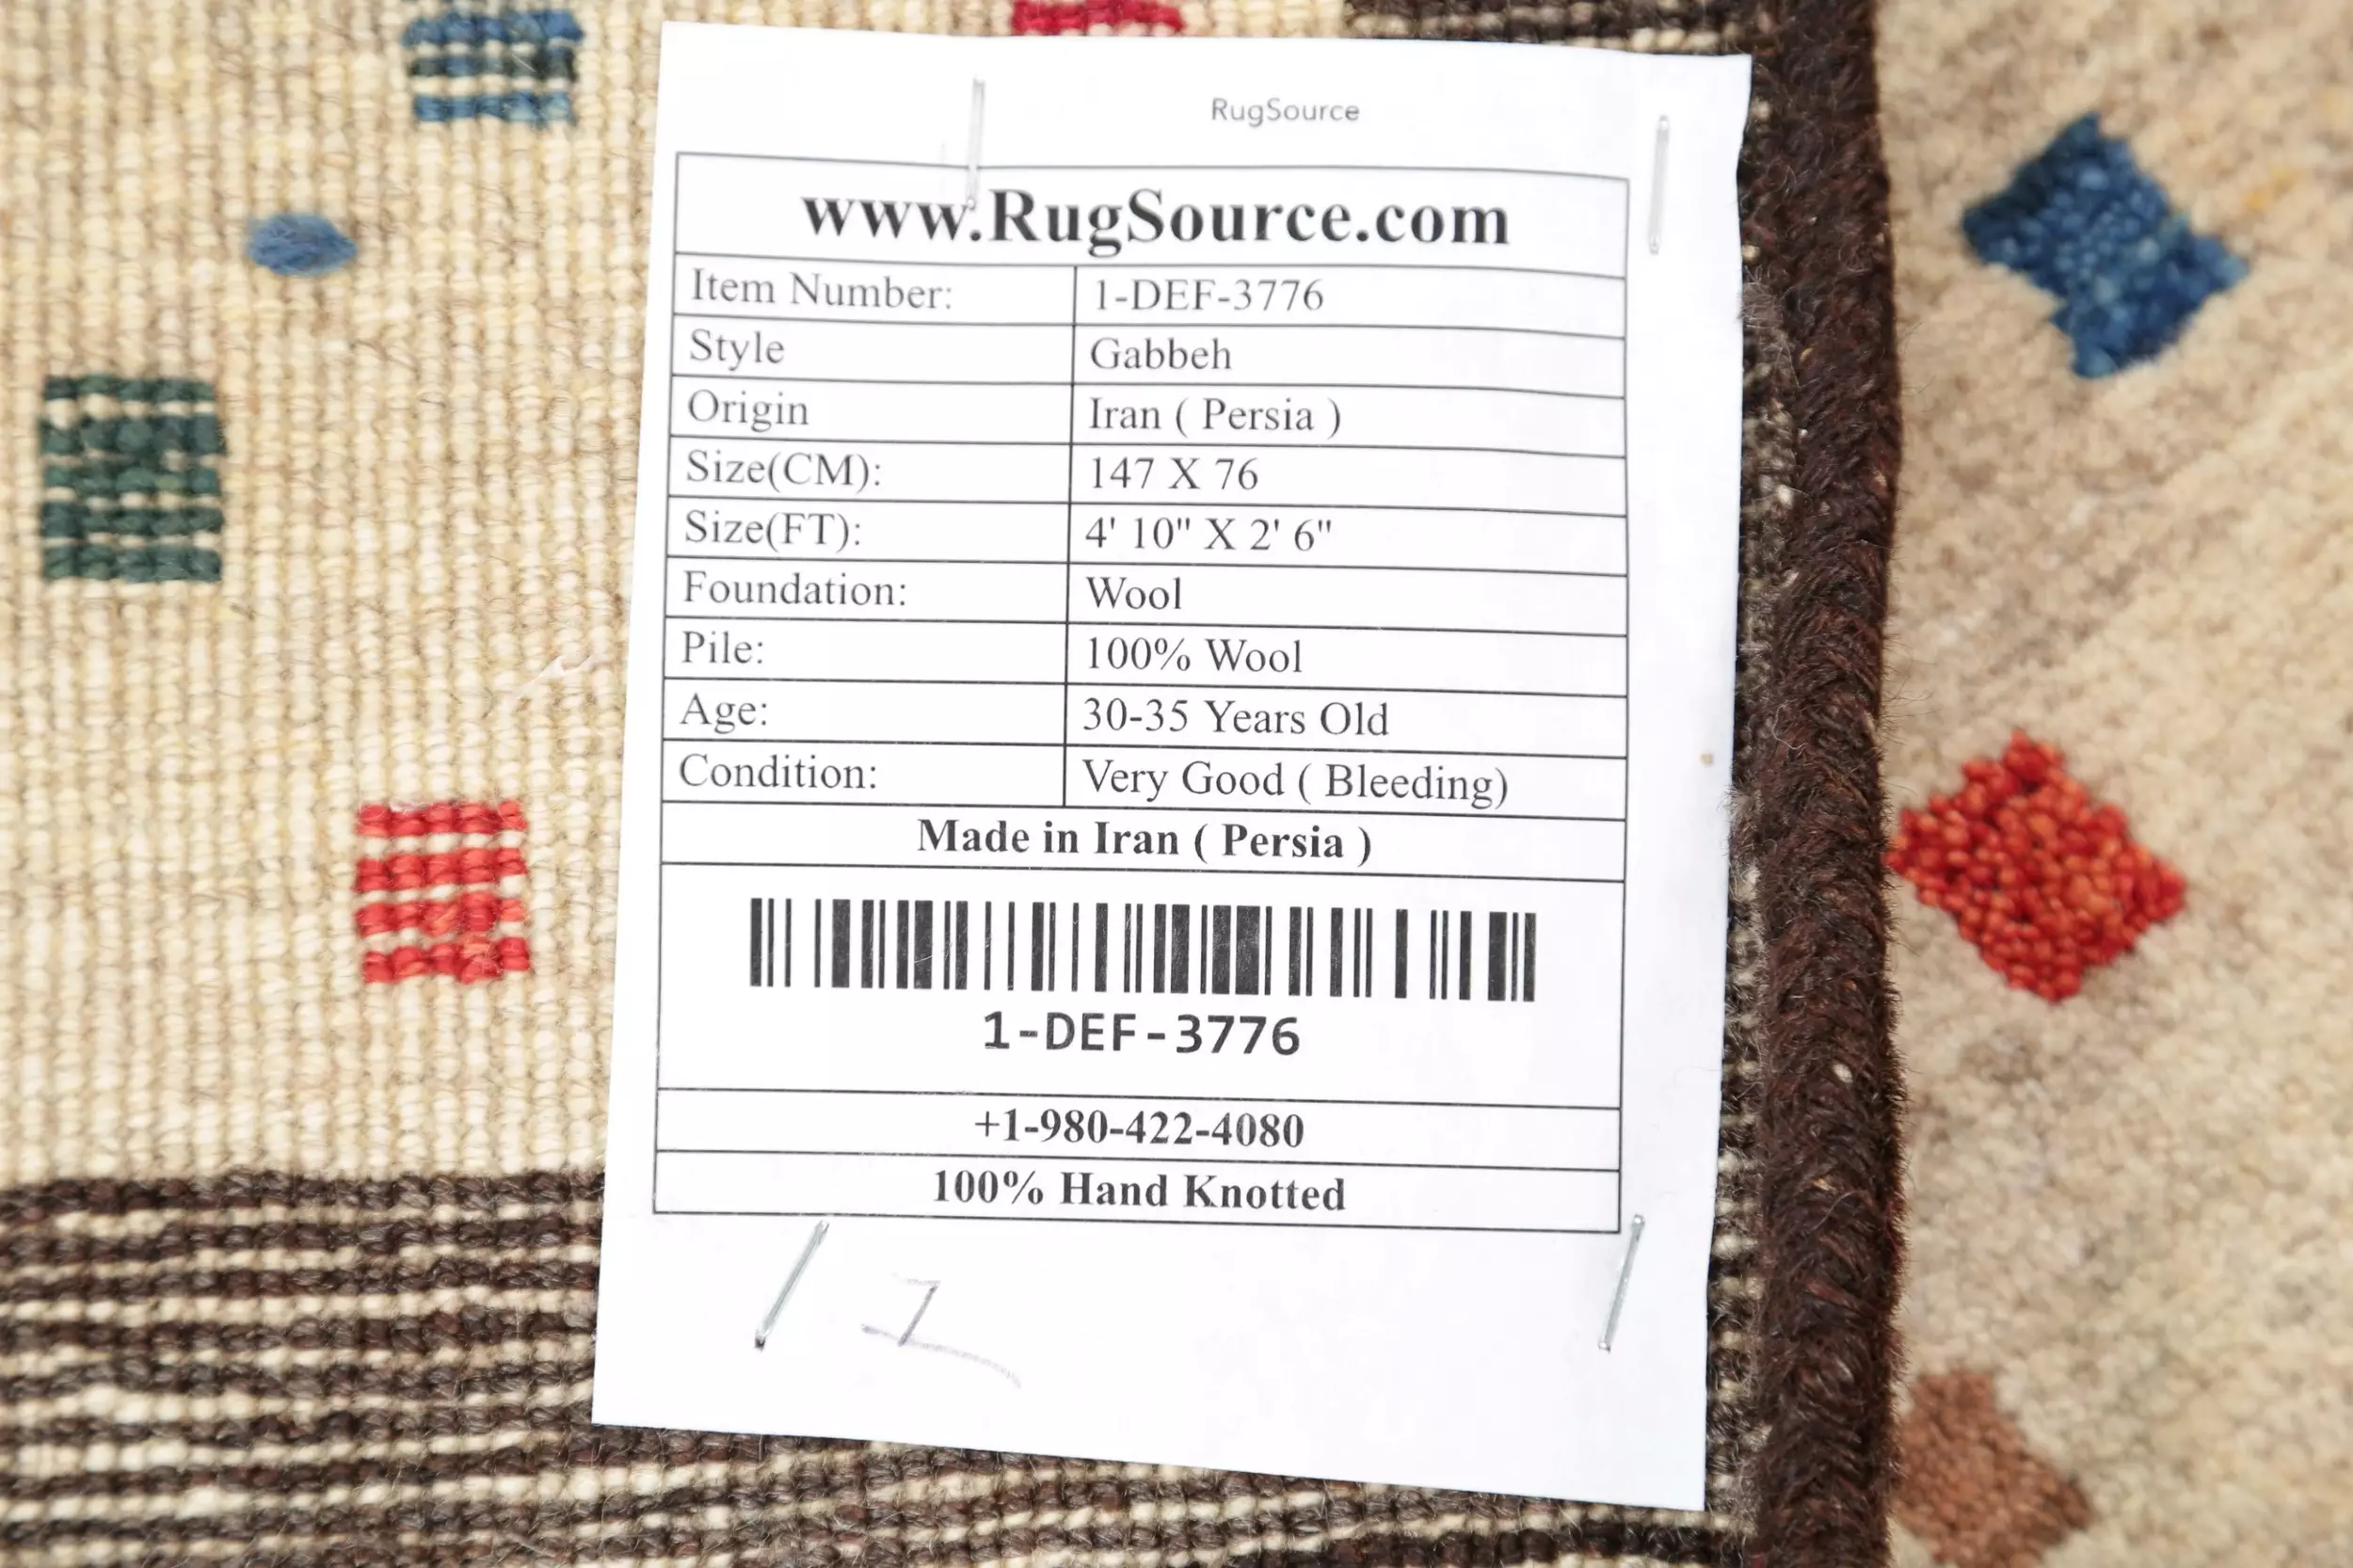 RugSource
www.RugSource.com
Item Number: 1-DEF-3776
Style Gabbeh
Origin Iran ( Persia )
Size(CM): 147 X 76
Size(FT): 4' 10" X 2' 6"
Foundation: Wool
Pile: 100% Wool
Age: 30-35 Years Old
Condition: Very Good ( Bleeding)
Made in Iran ( Persia )
1-DEF-3776
+1-980-422-4080
100% Hand Knotted